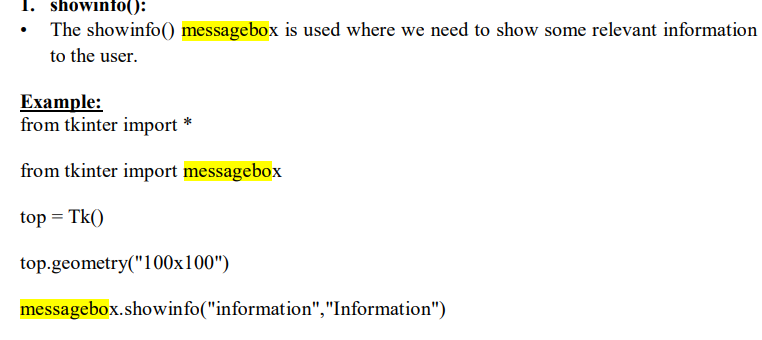 1. showinfo():
• The showinfo() messagebox is used where we need to show some relevant information
to the user.
Example:
from tkinter import *
from tkinter import messagebox
top = Tk()
top.geometry("100x100")
messagebox.showinfo("information","Information")